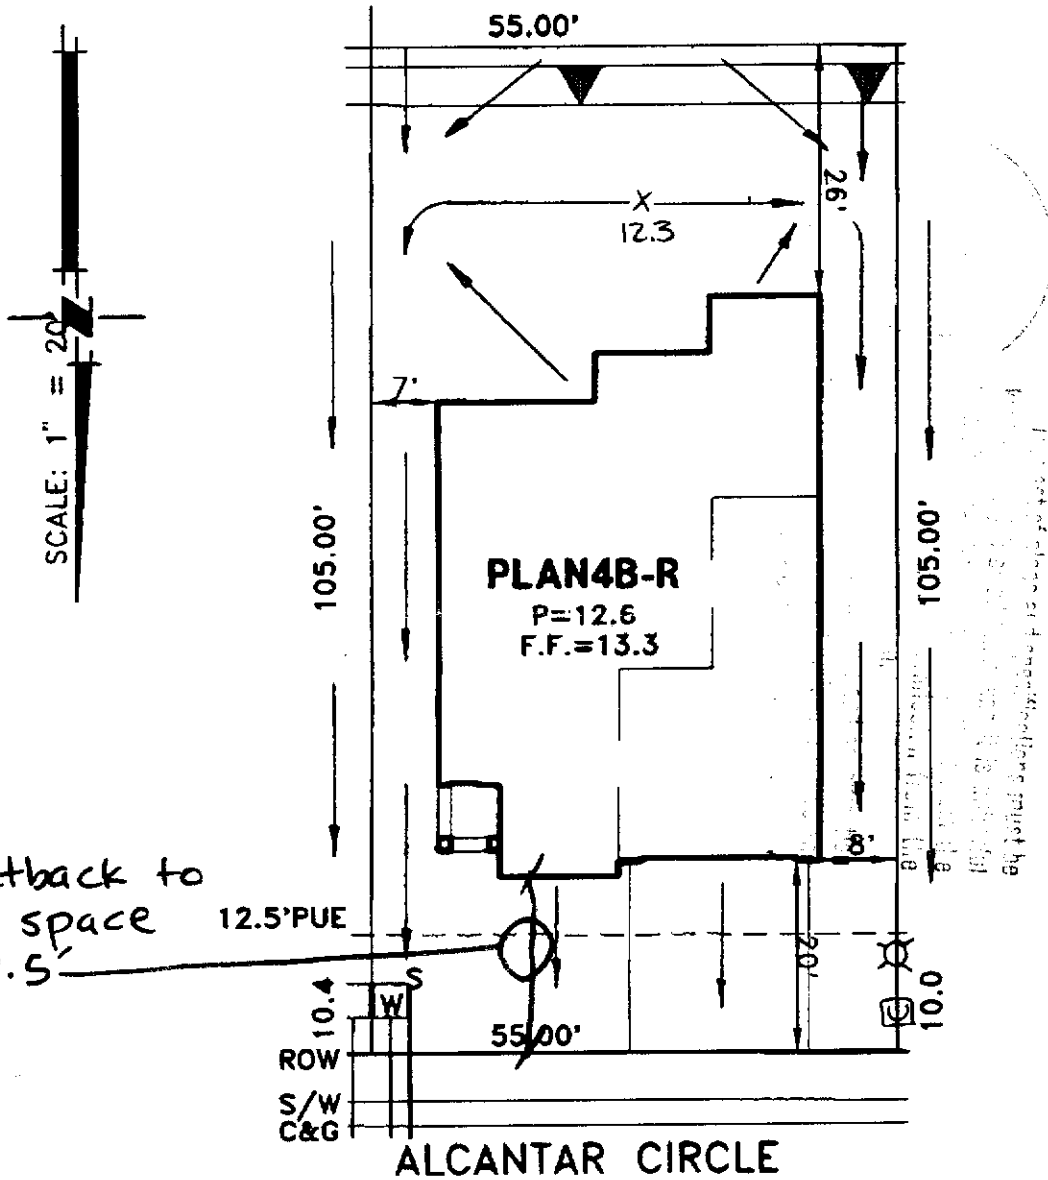 55.00'
26'
X
12.3
SCALE: 1" = 20'
7'
105.00'
105.00'
PLAN4B-R
P=12.6
F.F.=13.3
8'
tback to
space
.5'
12.5'PUE
20'
S
W
10.4
10.0
55.00'
ROW
S/W
C&G
ALCANTAR CIRCLE